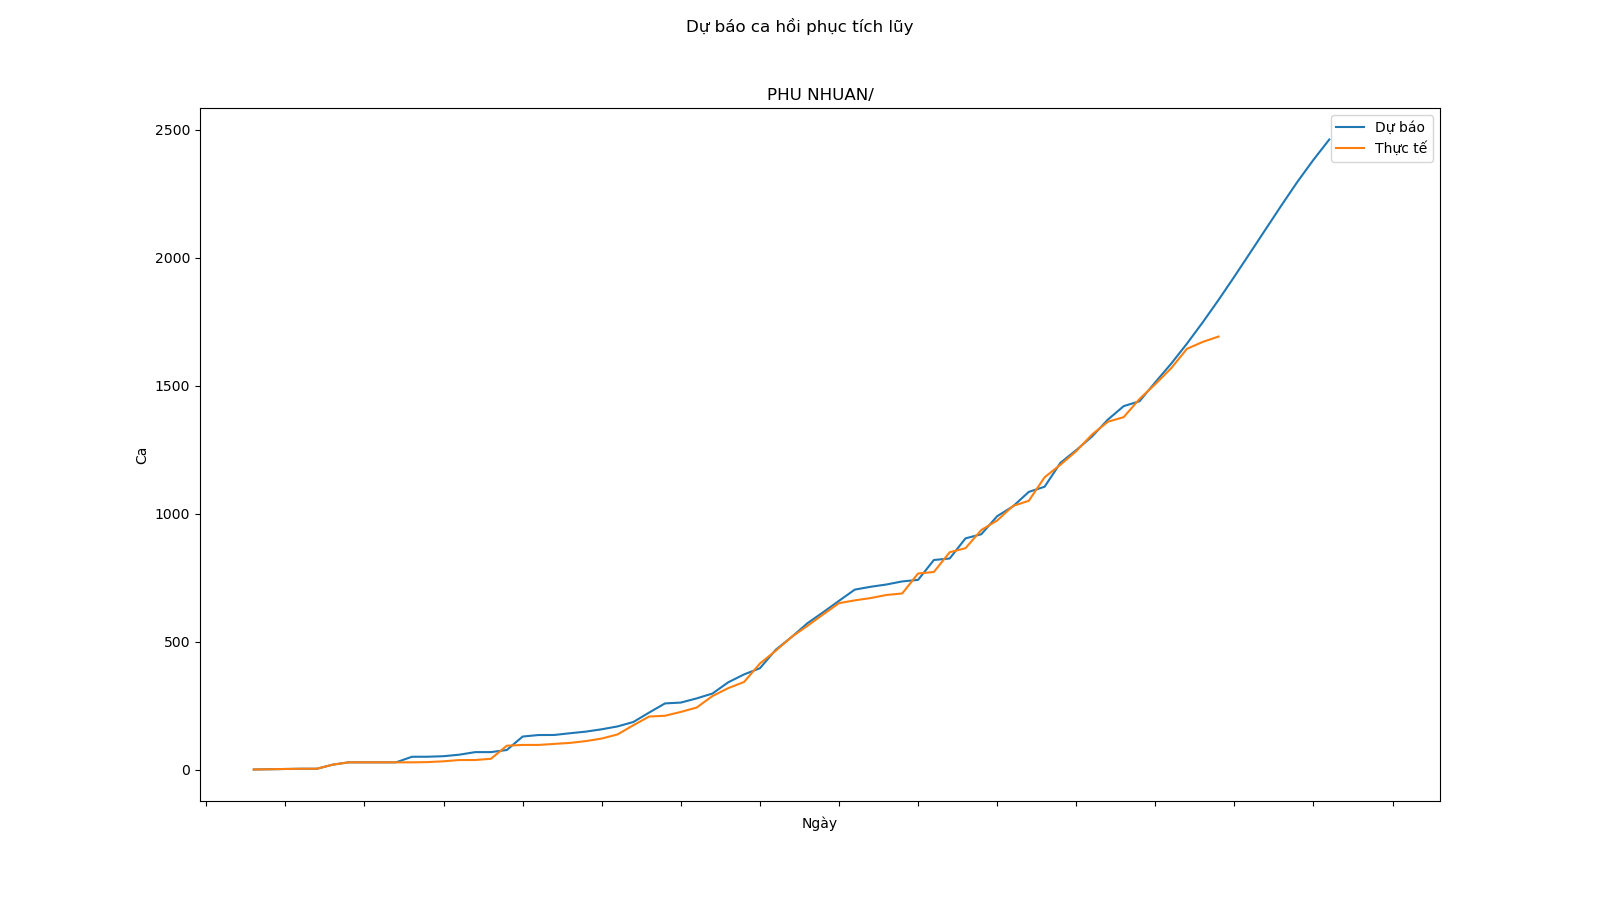 Dự báo ca hồi phục tích lũy
PHU NHUAN/
Dự báo
Thực tế
2500
2000
1500
1000
500
0
Ca
Ngày